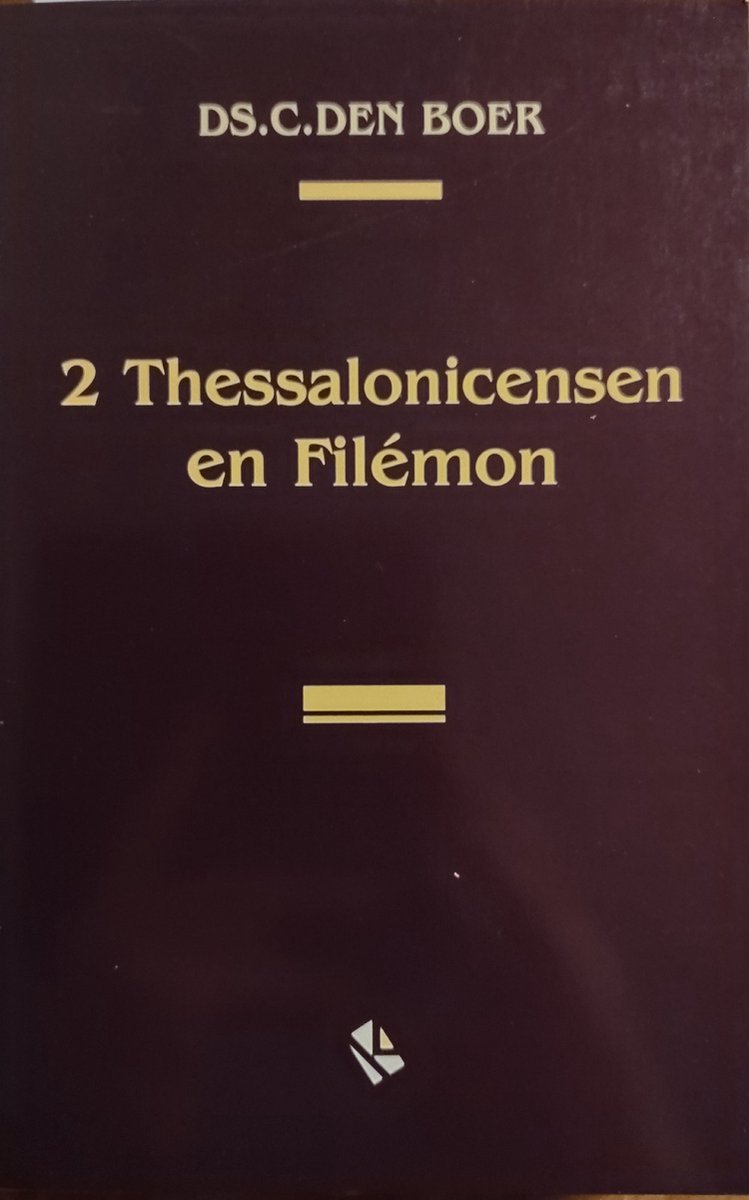 DS.C.DEN BOER
2 Thessalonicensen
en Filémon